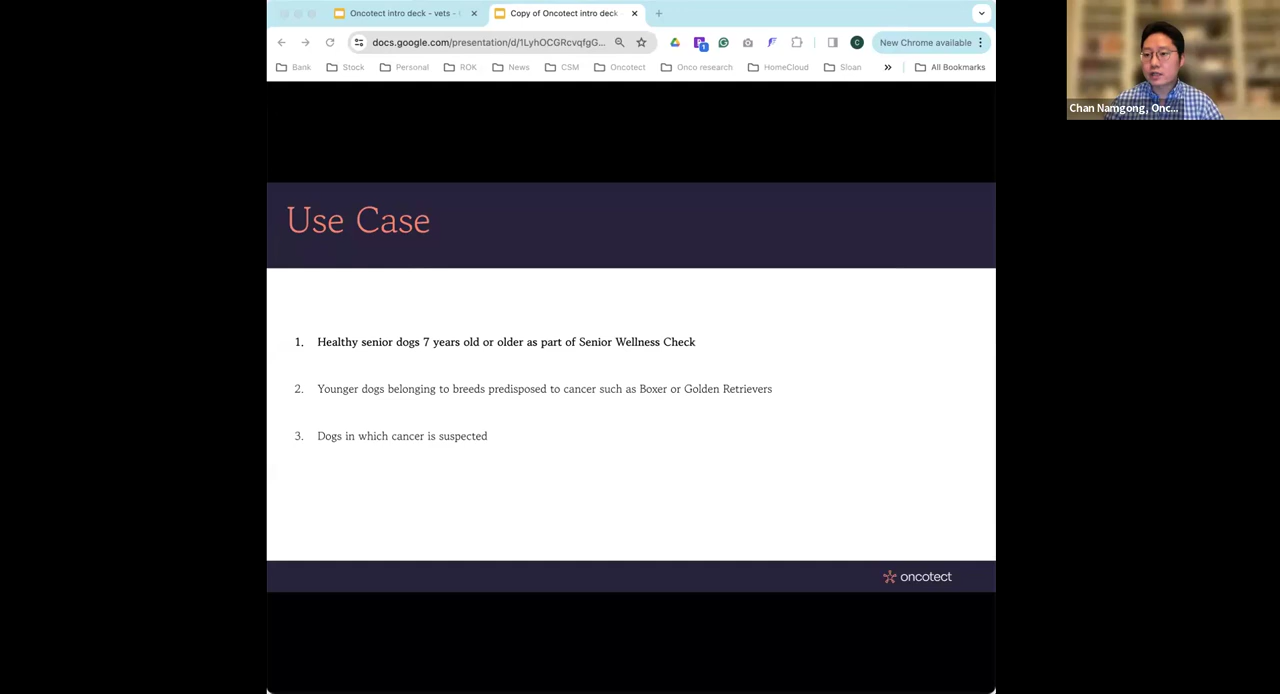 Oncotect intro deck - vets -
Copy of Oncotect intro deck
docs.google.com/presentation/d/1LyhOCGRcvqfgG...
1
C
New Chrome available
Bank
Stock
Personal
ROK
News
CSM
Oncotect
Onco research
HomeCloud
Sloan
»
All Bookmarks
Chan Namgong, Onc...
Use Case
1. Healthy senior dogs 7 years old or older as part of Senior Wellness Check
2. Younger dogs belonging to breeds predisposed to cancer such as Boxer or Golden Retrievers
3. Dogs in which cancer is suspected
oncotect